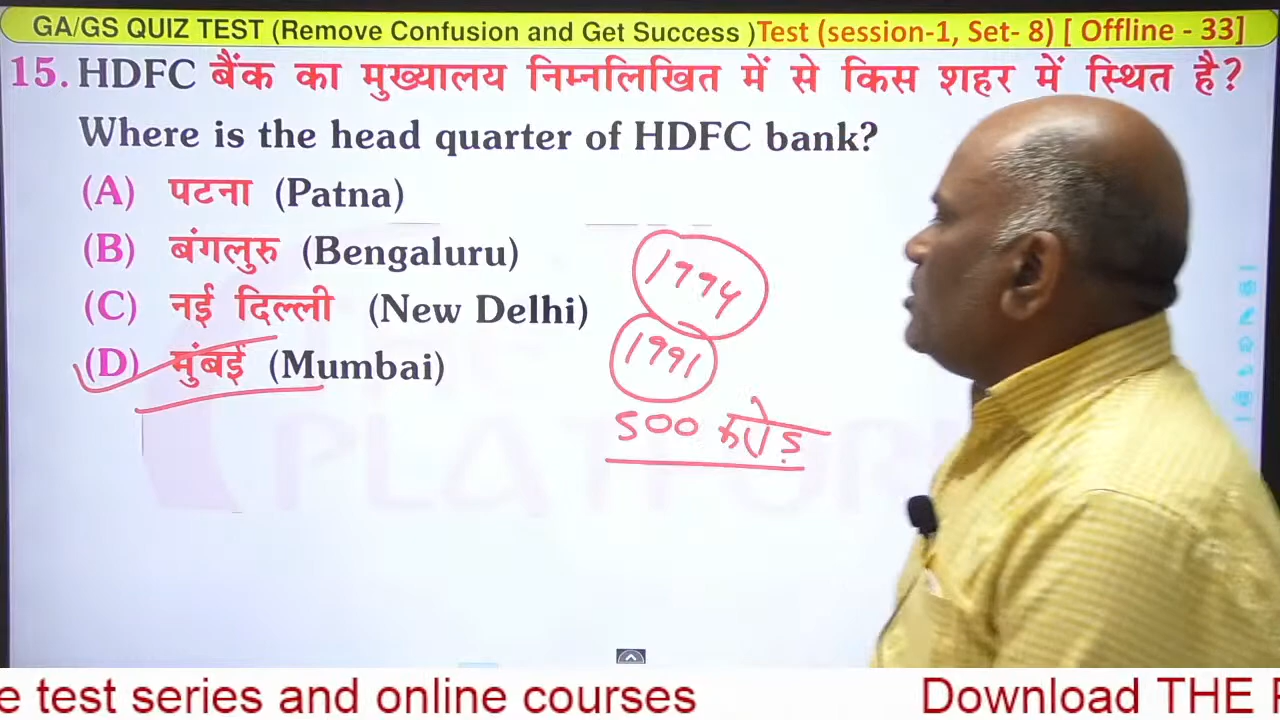 GA/GS QUIZ TEST (Remove Confusion and Get Success )Test (session-1, Set- 8) [ Offline - 33]
15. HDFC बैंक का मुख्यालय निम्नलिखित में से किस शहर में स्थित है?
Where is the head quarter of HDFC bank?
(A) पटना (Patna)
(B) बंगलुरु (Bengaluru)
(C) नई दिल्ली (New Delhi)
(D) मुंबई (Mumbai)
1994
1991
500 करोड़
PLATFORM
e test series and online courses
Download THE